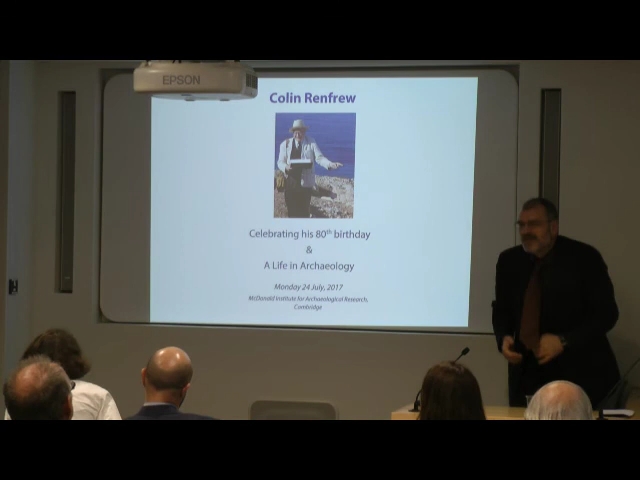 EPSON
Colin Renfrew
Celebrating his 80th birthday
&
A Life in Archaeology
Monday 24 July, 2017
McDonald Institute for Archaeological Research,
Cambridge